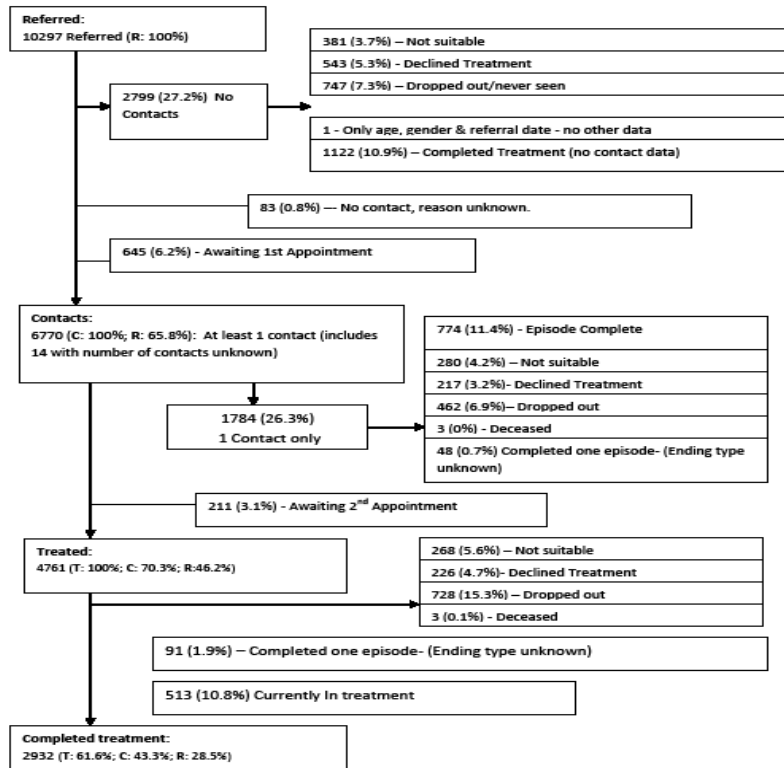 Referred:
10297 Referred (R: 100%)
381 (3.7%) – Not suitable
543 (5.3%) - Declined Treatment
747 (7.3%) – Dropped out/never seen
2799 (27.2%) No
Contacts
1 - Only age, gender & referral date - no other data
1122 (10.9%) – Completed Treatment (no contact data)
83 (0.8%) –- No contact, reason unknown.
645 (6.2%) - Awaiting 1st Appointment
Contacts:
6770 (C: 100%; R: 65.8%): At least 1 contact (includes
14 with number of contacts unknown)
774 (11.4%) - Episode Complete
280 (4.2%) – Not suitable
217 (3.2%)- Declined Treatment
462 (6.9%)– Dropped out
3 (0%) - Deceased
48 (0.7%) Completed one episode- (Ending type
unknown)
1784 (26.3%)
1 Contact only
211 (3.1%) - Awaiting 2nd Appointment
Treated:
4761 (T: 100%; C: 70.3%; R:46.2%)
268 (5.6%) – Not suitable
226 (4.7%)- Declined Treatment
728 (15.3%) – Dropped out
3 (0.1%) - Deceased
91 (1.9%) – Completed one episode- (Ending type unknown)
513 (10.8%) Currently In treatment
Completed treatment:
2932 (T: 61.6%; C: 43.3%; R: 28.5%)